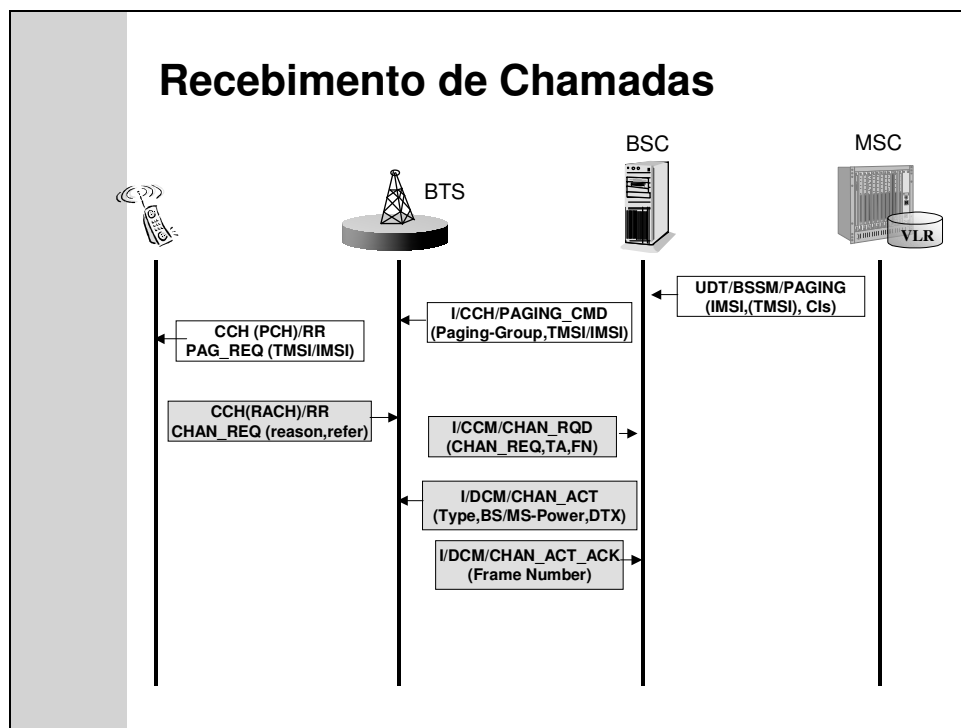 Recebimento de Chamadas
BSC
MSC
BTS
VLR
UDT/BSSM/PAGING
(IMSI,(TMSI), CIs)
I/CCH/PAGING_CMD
(Paging-Group,TMSI/IMSI)
CCH (PCH)/RR
PAG_REQ (TMSI/IMSI)
CCH(RACH)/RR
CHAN_REQ (reason,refer)
I/CCM/CHAN_RQD
(CHAN_REQ,TA,FN)
I/DCM/CHAN_ACT
(Type,BS/MS-Power,DTX)
I/DCM/CHAN_ACT_ACK
(Frame Number)